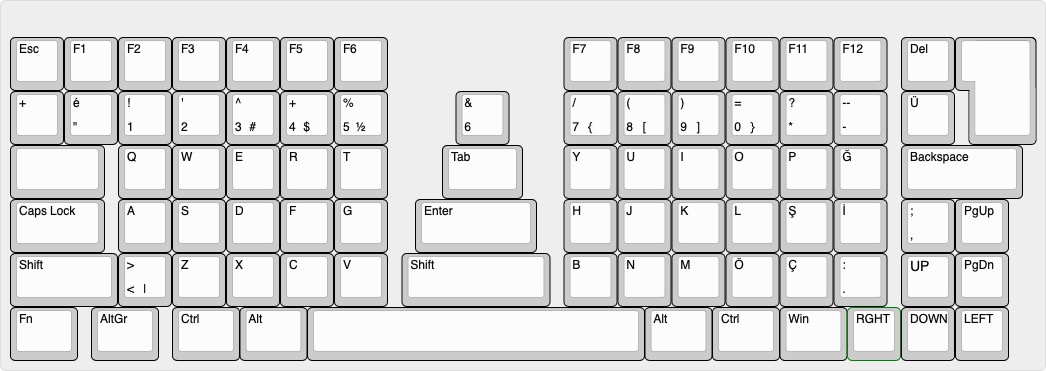 Esc F1 F2 F3 F4 F5 F6 F7 F8 F9 F10 F11 F12 Del
+ é ! ' ^ + % & / ( ) = ? -- Ü
" 1 2 3 # 4 $ 5 ½ 6 7 { 8 [ 9 ] 0 } * -
Q W E R T Tab Y U I O P Ğ Backspace
Caps Lock A S D F G Enter H J K L Ş İ ; PgUp
,
Shift > Z X C V Shift B N M Ö Ç : UP PgDn
< | .
Fn AltGr Ctrl Alt Alt Ctrl Win RGHT DOWN LEFT